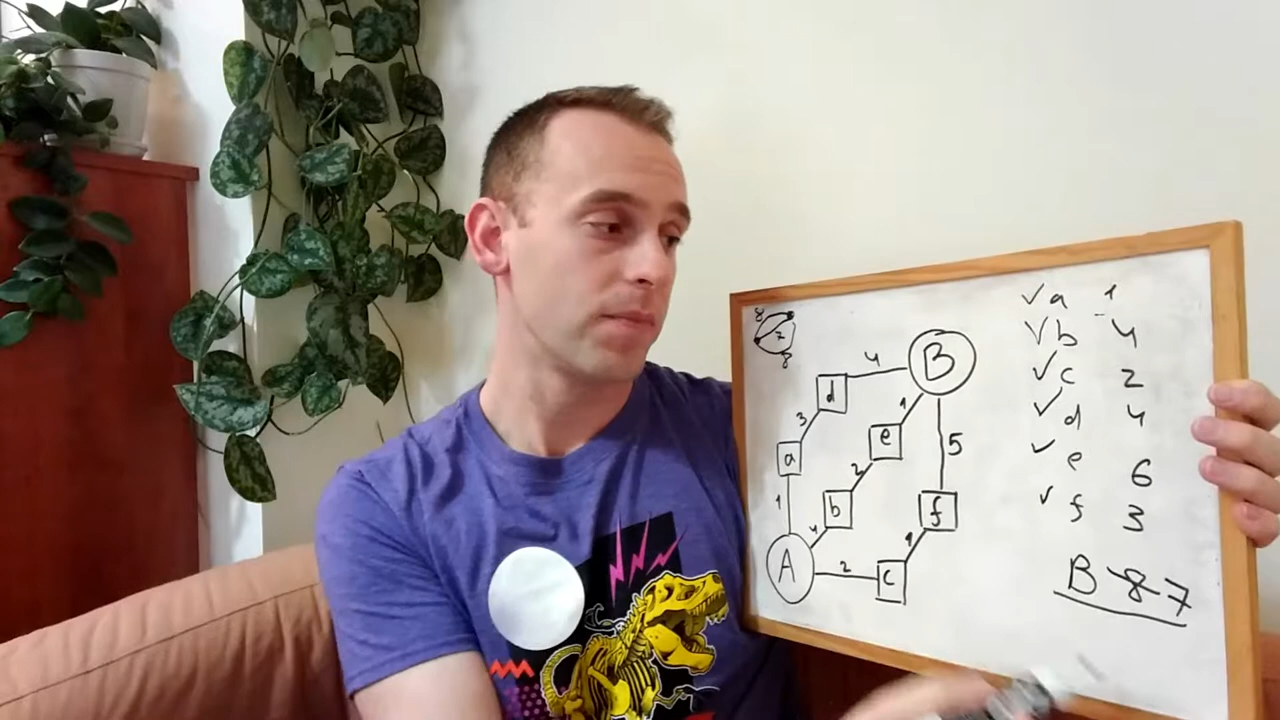 ✓ a 1
✓ b 4
✓ c 2
✓ d 4
✓ e 6
✓ f 3
B 8 7
8
7
8
4
B
d
3
1
e
5
a
2
1
b
f
4
1
A
2
c